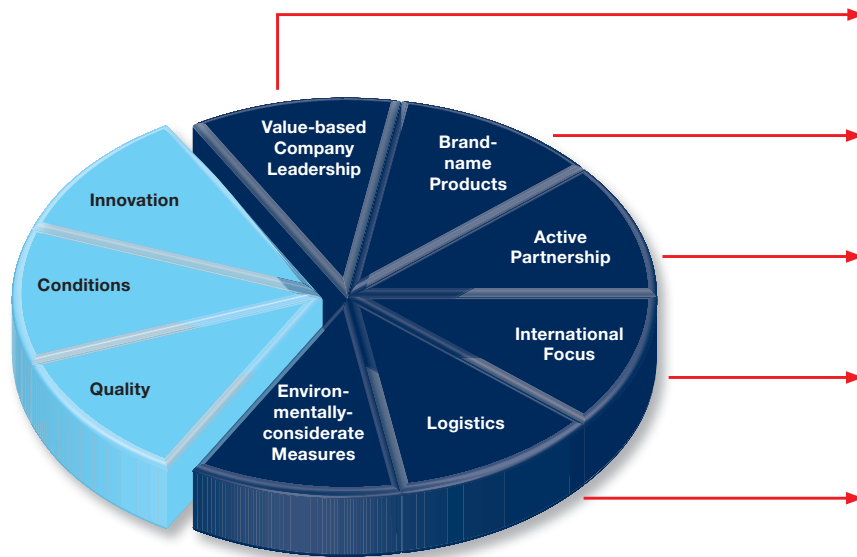 Value-based
Company
Leadership
Brand-
name
Products
Active
Partnership
International
Focus
Logistics
Environ-
mentally-
considerate
Measures
Quality
Conditions
Innovation